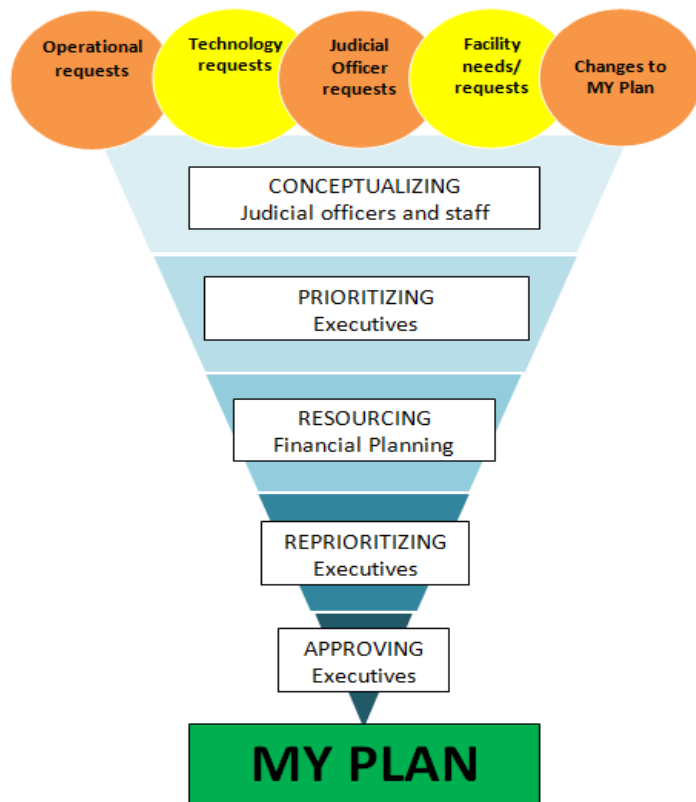 Operational
requests
Technology
requests
Judicial
Officer
requests
Facility
needs/
requests
Changes to
MY Plan
CONCEPTUALIZING
Judicial officers and staff
PRIORITIZING
Executives
RESOURCING
Financial Planning
REPRIORITIZING
Executives
APPROVING
Executives
MY PLAN